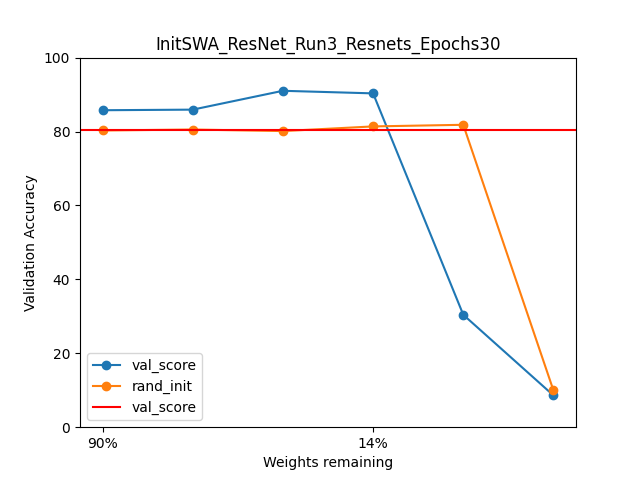 InitSWA_ResNet_Run3_Resnets_Epochs30
100
80
60
40
20
0
Validation Accuracy
val_score
rand_init
val_score
90%
14%
Weights remaining